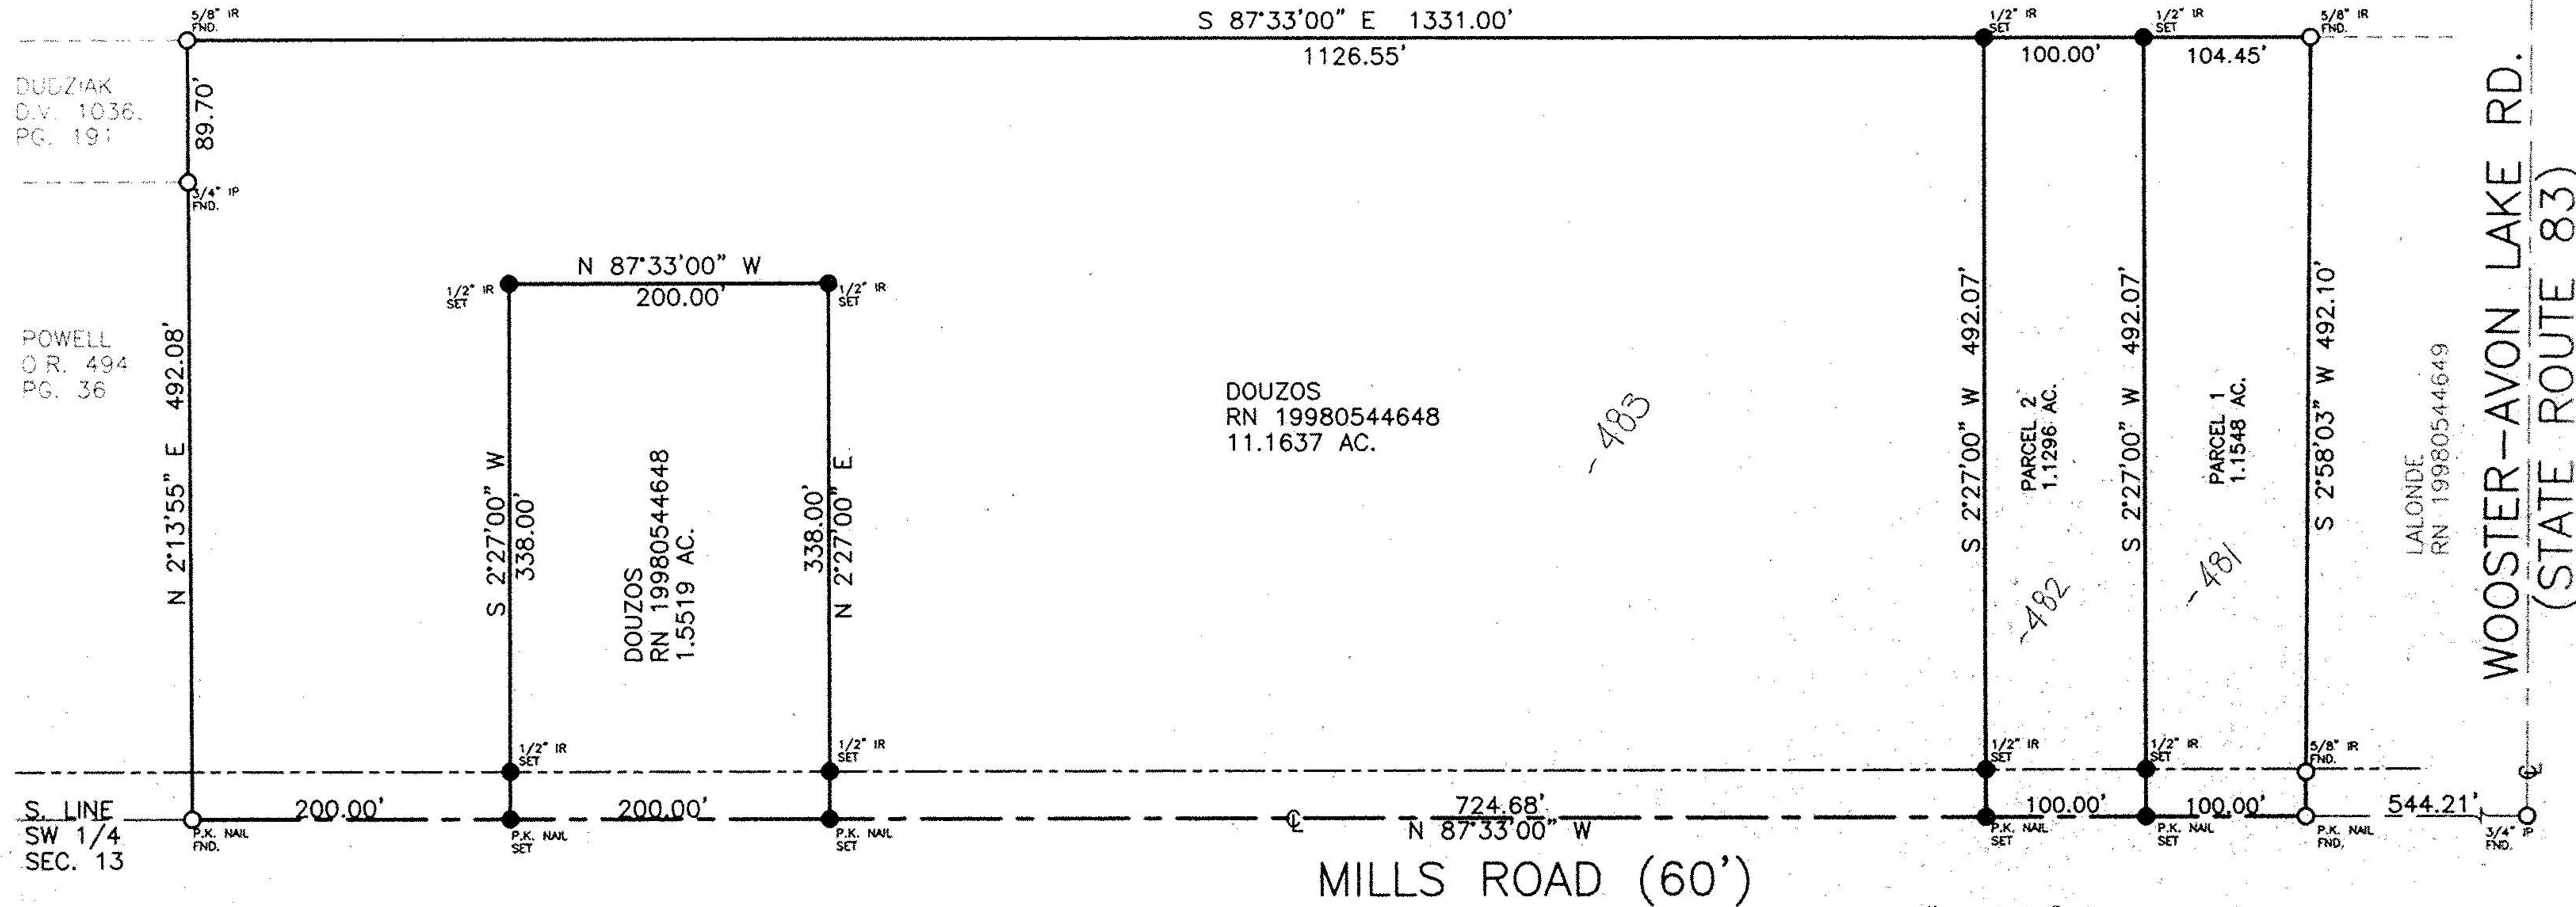 S 87°33'00" E 1331.00'
5/8" IR
FND.
1126.55'
1/2" IR
SET
100.00'
1/2" IR
SET
104.45'
5/8" IR
FND.
DUDZIAK
D.V. 1036,
PG. 191
89.70'
3/4" IP
FND.
POWELL
O.R. 494
PG. 36
N 2°13'55" E 492.08'
1/2" IR
SET
N 87°33'00" W
200.00'
1/2" IR
SET
S 2°27'00" W
338.00'
DOUZOS
RN 19980544648
1.5519 AC.
338.00'
N 2°27'00" E
DOUZOS
RN 19980544648
11.1637 AC.
-483
S 2°27'00" W 492.07'
PARCEL 2
1.1296 AC.
-482
S 2°27'00" W 492.07'
PARCEL 1
1.1548 AC.
-481
S 2°58'03" W 492.10'
LALONDE
RN 19980544649
WOOSTER-AVON LAKE RD.
(STATE ROUTE 83)
1/2" IR
SET
1/2" IR
SET
1/2" IR
SET
1/2" IR
SET
5/8" IR
FND.
S. LINE
SW 1/4
SEC. 13
P.K. NAIL
FND.
200.00'
P.K. NAIL
SET
200.00'
P.K. NAIL
SET
724.68'
N 87°33'00" W
P.K. NAIL
SET
100.00'
P.K. NAIL
SET
100.00'
P.K. NAIL
FND.
544.21'
3/4" IP
FND.
MILLS ROAD (60')